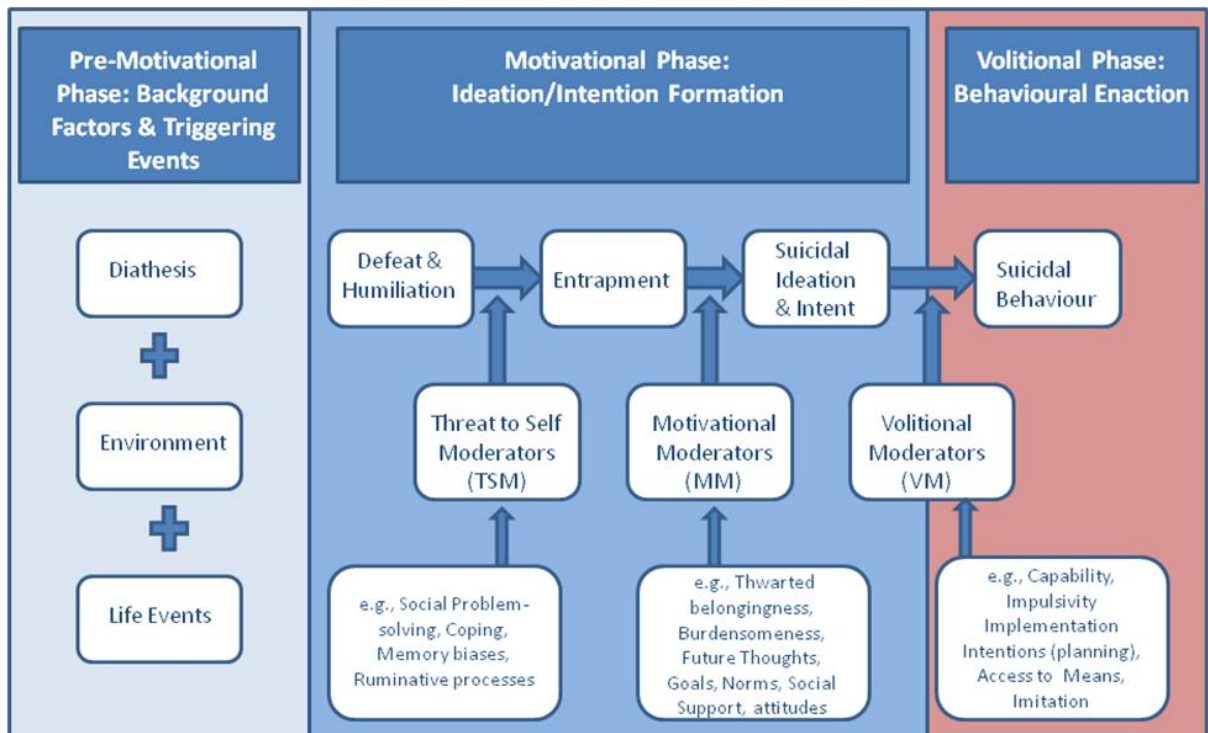 Pre-Motivational
Phase: Background
Factors & Triggering
Events
Motivational Phase:
Ideation/Intention Formation
Volitional Phase:
Behavioural Enaction
Diathesis
Environment
Life Events
Defeat &
Humiliation
Entrapment
Suicidal
Ideation
& Intent
Suicidal
Behaviour
Threat to Self
Moderators
(TSM)
Motivational
Moderators
(MM)
Volitional
Moderators
(VM)
e.g., Social Problem-
solving, Coping,
Memory biases,
Ruminative processes
e.g., Thwarted
belongingness,
Burdensomeness,
Future Thoughts,
Goals, Norms, Social
Support, attitudes
e.g., Capability,
Impulsivity
Implementation
Intentions (planning),
Access to Means,
Imitation